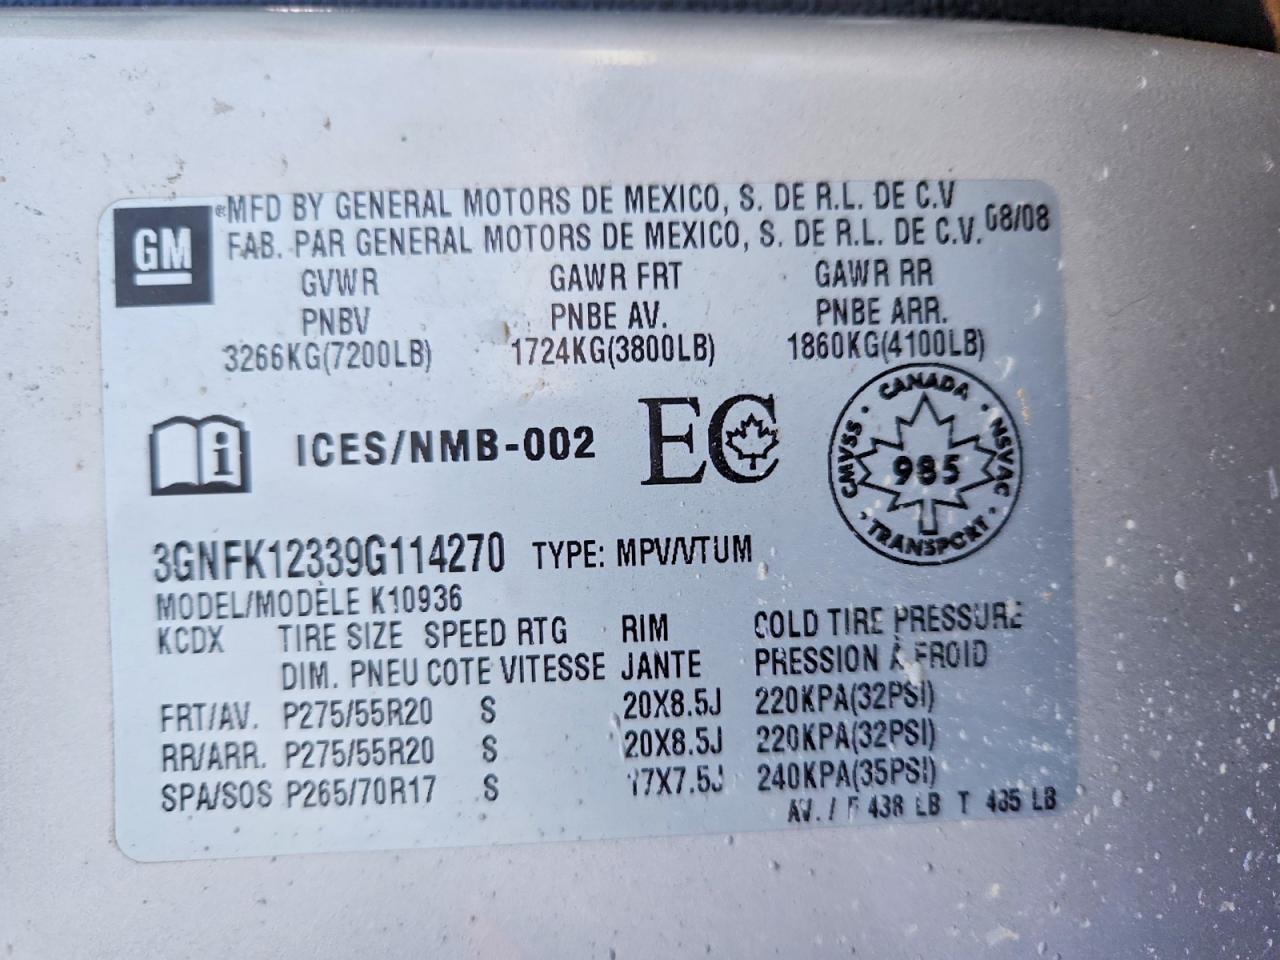 GM
MFD BY GENERAL MOTORS DE MEXICO, S. DE R.L. DE C.V
FAB. PAR GENERAL MOTORS DE MEXICO, S. DE R.L. DE C.V. 08/08
GVWR GAWR FRT GAWR RR
PNBV PNBE AV. PNBE ARR.
3266KG(7200LB) 1724KG(3800LB) 1860KG(4100LB)
i ICES/NMB-002 EC
CANADA
CMVSS · 985 · NSVAC
TRANSPORT
3GNFK12339G114270 TYPE: MPV/VTUM
MODEL/MODÈLE K10936
KCDX TIRE SIZE SPEED RTG RIM COLD TIRE PRESSURE
DIM. PNEU COTE VITESSE JANTE PRESSION À FROID
FRT/AV. P275/55R20 S 20X8.5J 220KPA(32PSI)
RR/ARR. P275/55R20 S 20X8.5J 220KPA(32PSI)
SPA/SOS P265/70R17 S 17X7.5J 240KPA(35PSI)
AV. / F 438 LB T 435 LB